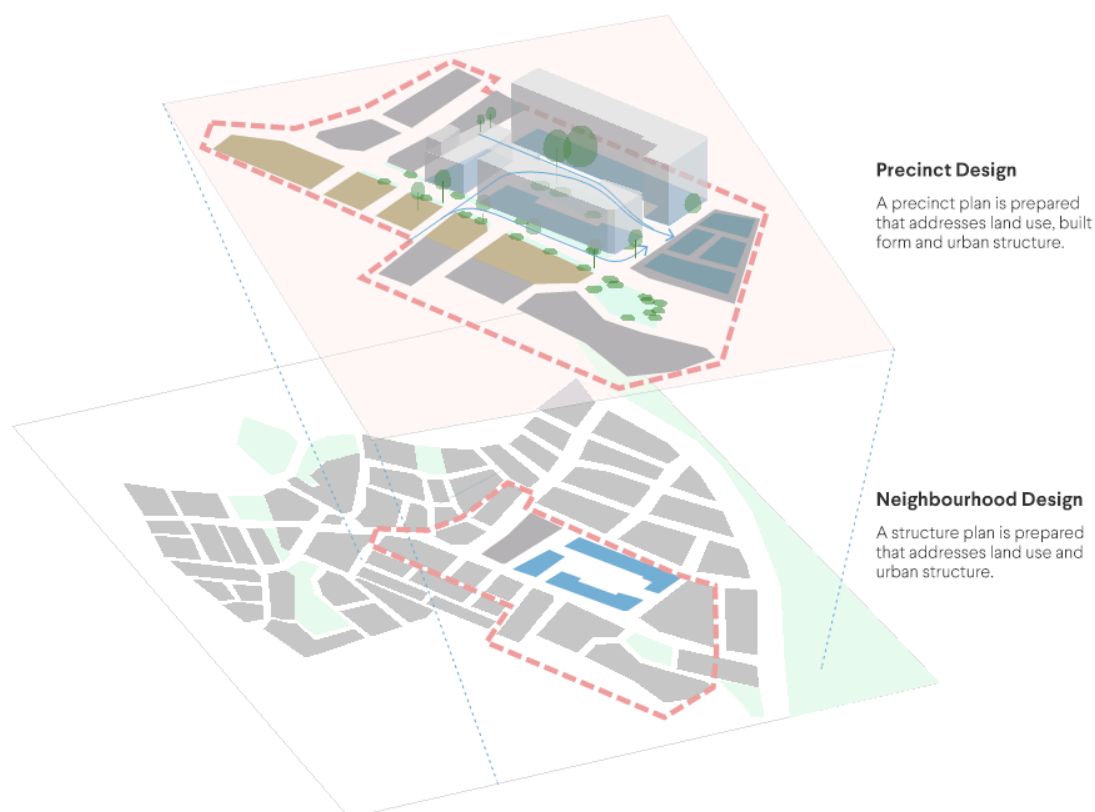 Precinct Design
A precinct plan is prepared
that addresses land use, built
form and urban structure.
Neighbourhood Design
A structure plan is prepared
that addresses land use and
urban structure.